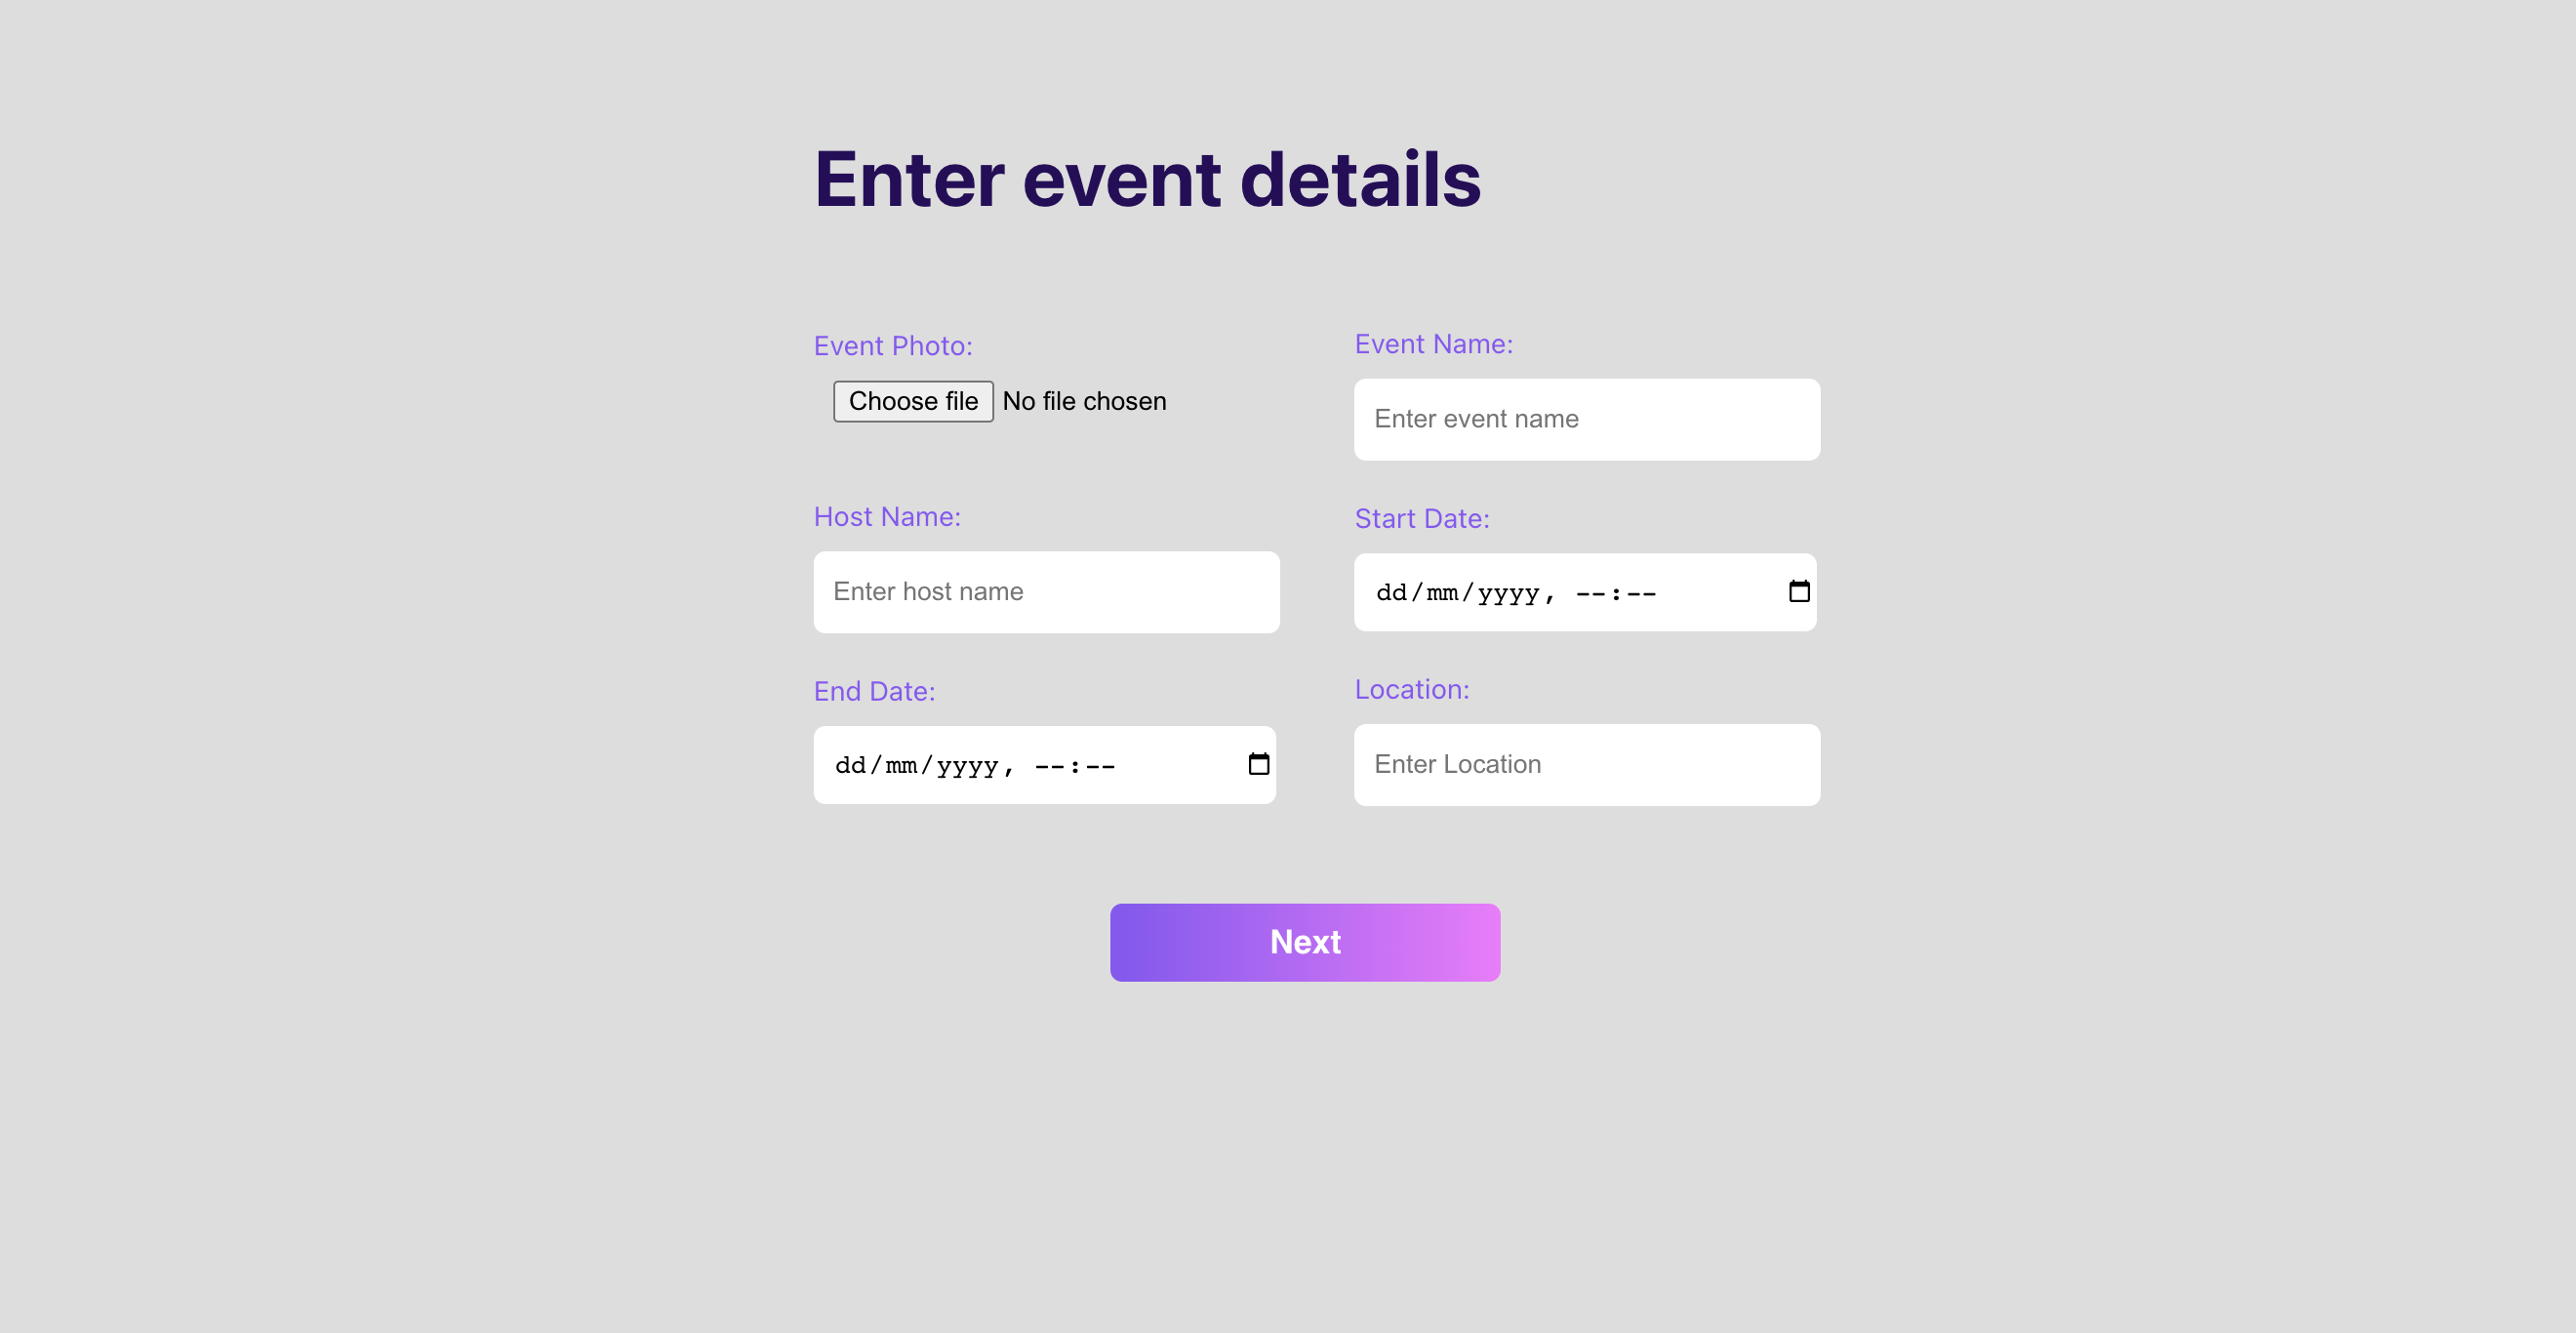 Enter event details
Event Photo:
Event Name:
Choose file No file chosen
Enter event name
Host Name:
Start Date:
Enter host name
dd/mm/yyyy, --:--
End Date:
Location:
dd/mm/yyyy, --:--
Enter Location
Next